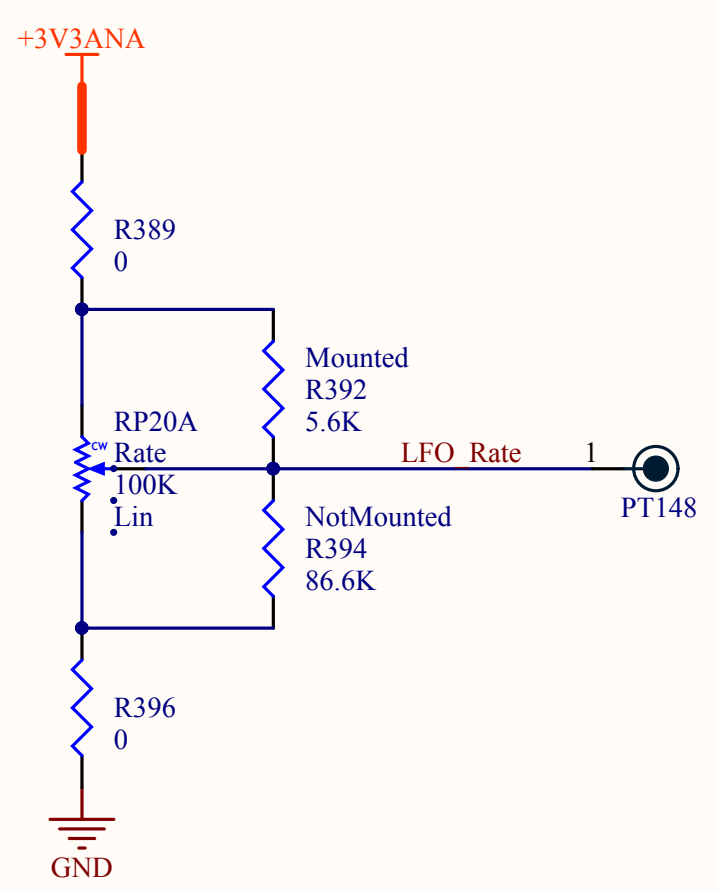 +3V3ANA
R389
0
Mounted
R392
5.6K
RP20A
CW
Rate
100K
Lin
LFO_Rate
1
PT148
NotMounted
R394
86.6K
R396
0
GND